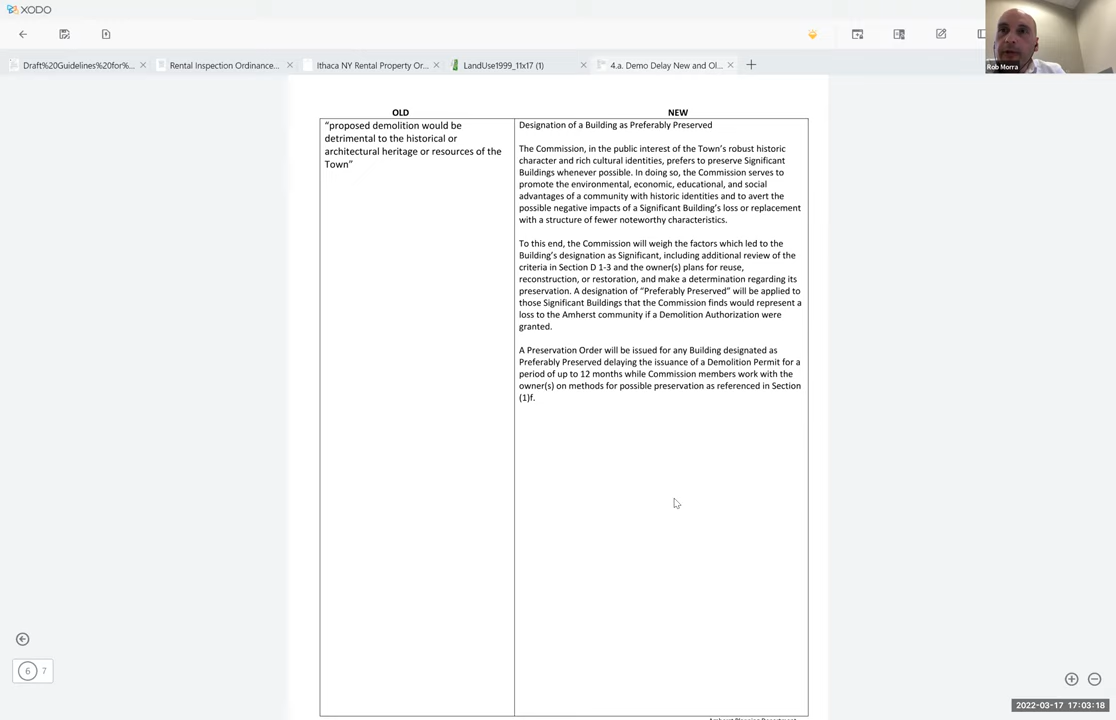 XODO
Draft%20Guidelines%20for%...
Rental Inspection Ordinance...
Ithaca NY Rental Property Or...
LandUse1999_11x17 (1)
4.a. Demo Delay New and Ol...
Rob Morra
OLD
NEW
"proposed demolition would be
detrimental to the historical or
architectural heritage or resources of the
Town"
Designation of a Building as Preferably Preserved
The Commission, in the public interest of the Town's robust historic
character and rich cultural identities, prefers to preserve Significant
Buildings whenever possible. In doing so, the Commission serves to
promote the environmental, economic, educational, and social
advantages of a community with historic identities and to avert the
possible negative impacts of a Significant Building's loss or replacement
with a structure of fewer noteworthy characteristics.
To this end, the Commission will weigh the factors which led to the
Building's designation as Significant, including additional review of the
criteria in Section D 1-3 and the owner(s) plans for reuse,
reconstruction, or restoration, and make a determination regarding its
preservation. A designation of "Preferably Preserved" will be applied to
those Significant Buildings that the Commission finds would represent a
loss to the Amherst community if a Demolition Authorization were
granted.
A Preservation Order will be issued for any Building designated as
Preferably Preserved delaying the issuance of a Demolition Permit for a
period of up to 12 months while Commission members work with the
owner(s) on methods for possible preservation as referenced in Section
(1)f.
6 7
2022-03-17 17:03:18
Amherst Planning Department